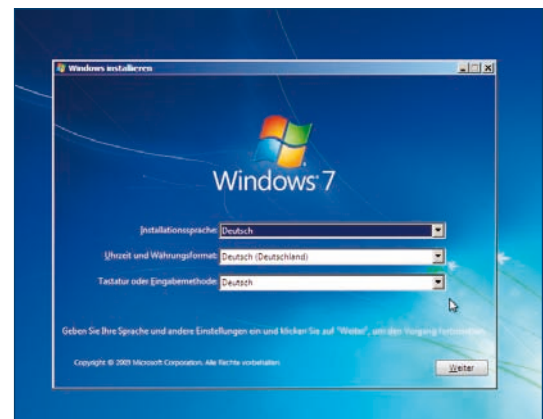 Windows installieren
Windows 7
Installationssprache: Deutsch
Uhrzeit und Währungsformat: Deutsch (Deutschland)
Tastatur oder Eingabemethode: Deutsch
Geben Sie Ihre Sprache und andere Einstellungen ein und klicken Sie auf "Weiter", um den Vorgang fortzusetzen.
Copyright © 2009 Microsoft Corporation. Alle Rechte vorbehalten.
Weiter